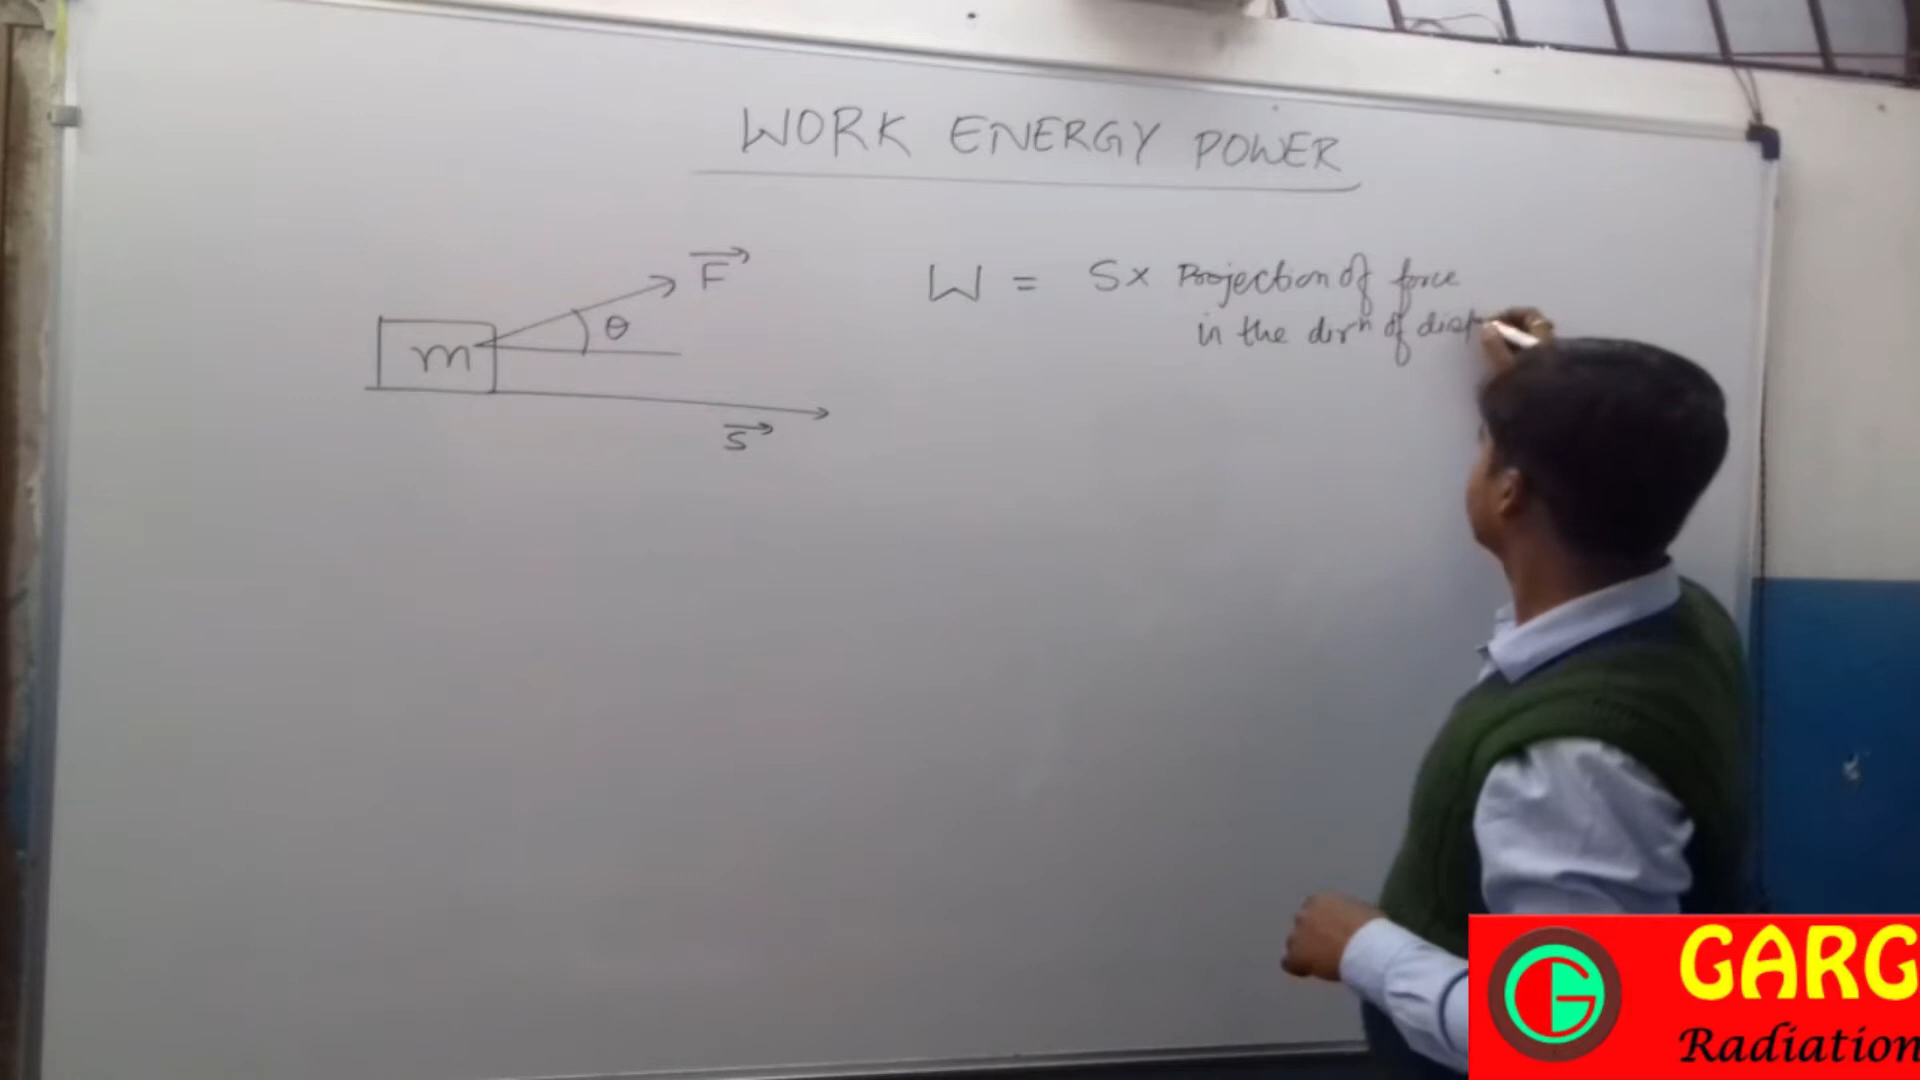 WORK ENERGY POWER
F
θ
m
S
W = S× Projection of force
in the dirⁿ of disp
GARG
Radiation